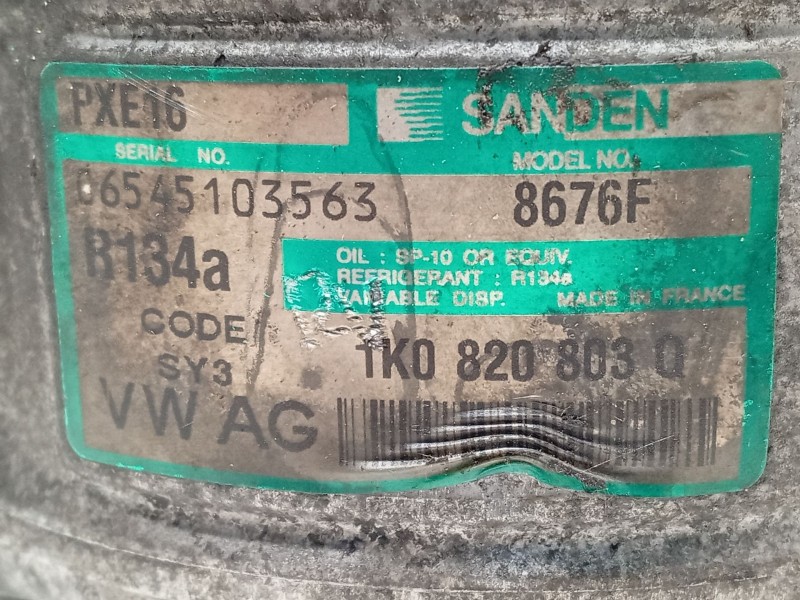 PXE16
SANDEN
SERIAL NO.
MODEL NO.
06545103563
8676F
R134a
OIL : SP-10 OR EQUIV.
REFRIGERANT : R134a
VARIABLE DISP. MADE IN FRANCE
CODE
SY3
1K0 820 803 Q
VW AG